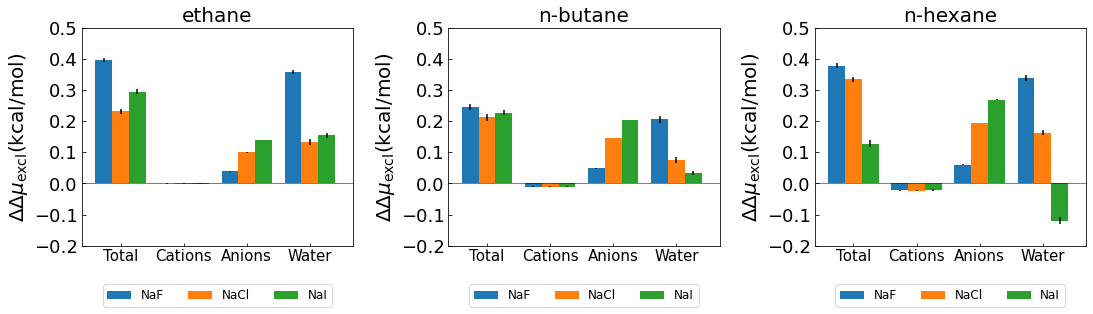 ethane
0.5
0.4
0.3
0.2
0.1
0.0
−0.1
−0.2
ΔΔμexcl(kcal/mol)
Total Cations Anions Water
NaF NaCl NaI
n-butane
0.5
0.4
0.3
0.2
0.1
0.0
−0.1
−0.2
ΔΔμexcl(kcal/mol)
Total Cations Anions Water
NaF NaCl NaI
n-hexane
0.5
0.4
0.3
0.2
0.1
0.0
−0.1
−0.2
ΔΔμexcl(kcal/mol)
Total Cations Anions Water
NaF NaCl NaI